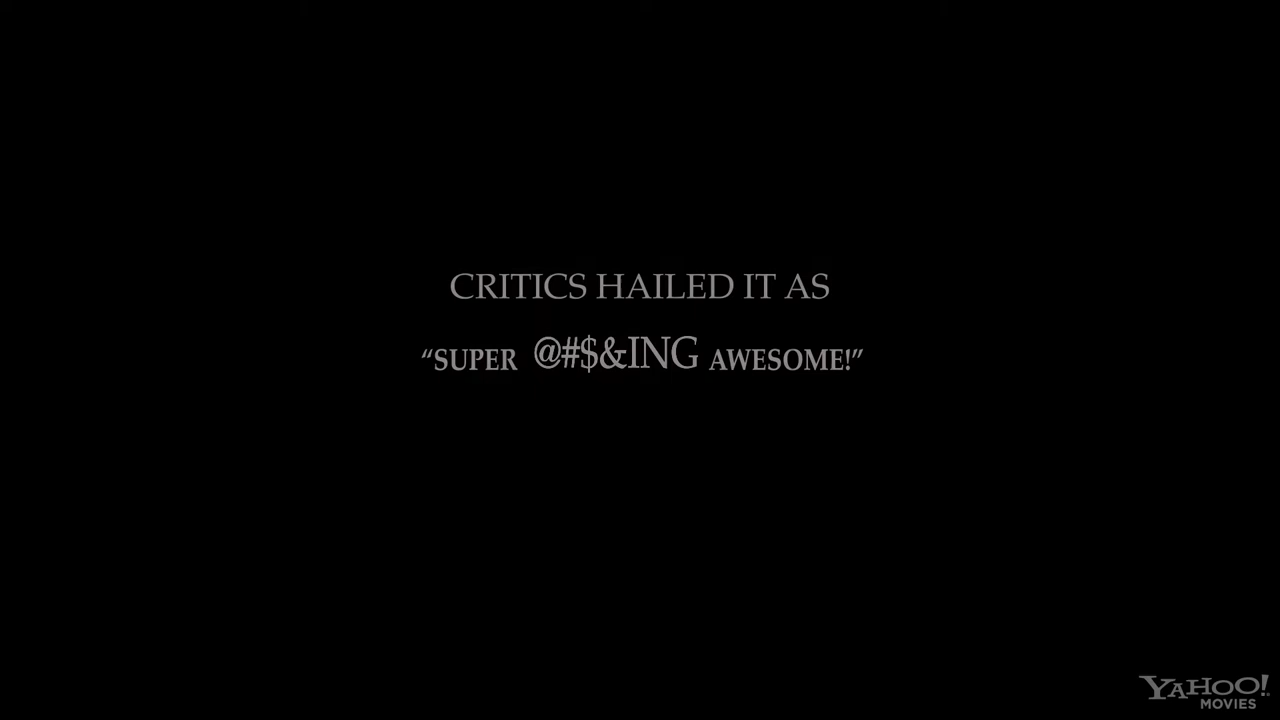 CRITICS HAILED IT AS
“SUPER @#$&ING AWESOME!”
YAHOO!
MOVIES